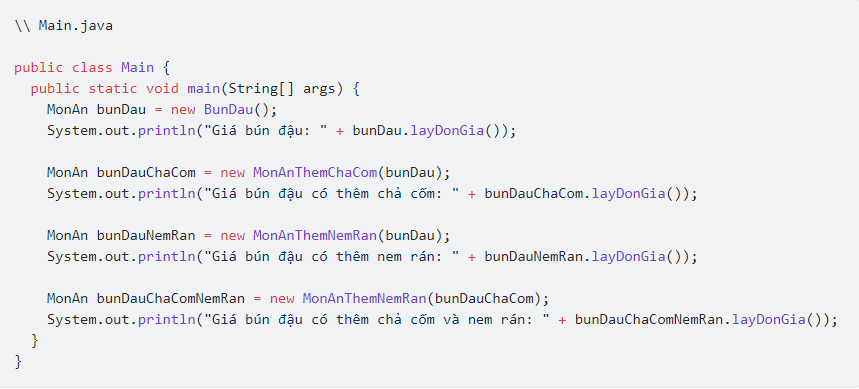 \\ Main.java
public class Main {
public static void main(String[] args) {
MonAn bunDau = new BunDau();
System.out.println("Giá bún đậu: " + bunDau.layDonGia());
MonAn bunDauChaCom = new MonAnThemChaCom(bunDau);
System.out.println("Giá bún đậu có thêm chả cốm: " + bunDauChaCom.layDonGia());
MonAn bunDauNemRan = new MonAnThemNemRan(bunDau);
System.out.println("Giá bún đậu có thêm nem rán: " + bunDauNemRan.layDonGia());
MonAn bunDauChaComNemRan = new MonAnThemNemRan(bunDauChaCom);
System.out.println("Giá bún đậu có thêm chả cốm và nem rán: " + bunDauChaComNemRan.layDonGia());
}
}